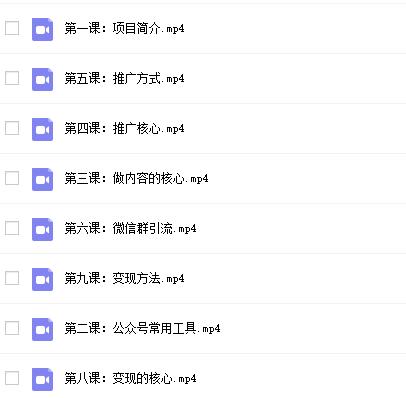 第一课：项目简介.mp4
第五课：推广方式.mp4
第四课：推广核心.mp4
第三课：做内容的核心.mp4
第六课：微信群引流.mp4
第九课：变现方法.mp4
第二课：公众号常用工具.mp4
第八课：变现的核心.mp4